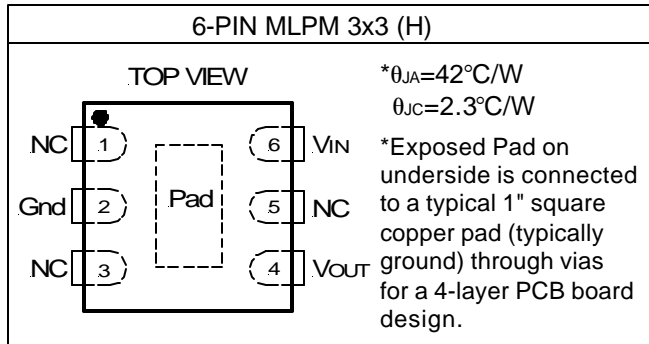 6-PIN MLPM 3x3 (H)
TOP VIEW
NC 1
Gnd 2
NC 3
Pad
6 VIN
5 NC
4 VOUT
*θJA=42°C/W
θJC=2.3°C/W
*Exposed Pad on
underside is connected
to a typical 1" square
copper pad (typically
ground) through vias
for a 4-layer PCB board
design.